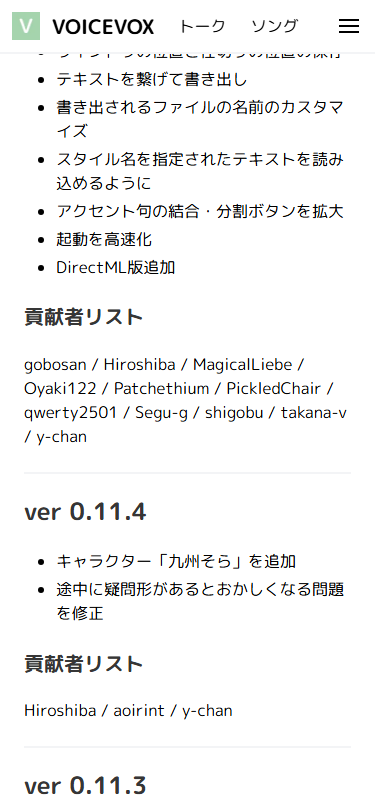 V VOICEVOX トーク ソング
テキストを繋げて書き出し
書き出されるファイルの名前のカスタマ
イズ
スタイル名を指定されたテキストを読み
込めるように
アクセント句の結合・分割ボタンを拡大
起動を高速化
DirectML版追加
貢献者リスト
gobosan / Hiroshiba / MagicalLiebe /
Oyaki122 / Patchethium / PickledChair /
qwerty2501 / Segu-g / shigobu / takana-v
/ y-chan
ver 0.11.4
キャラクター「九州そら」を追加
途中に疑問形があるとおかしくなる問題
を修正
貢献者リスト
Hiroshiba / aoirint / y-chan
ver 0.11.3